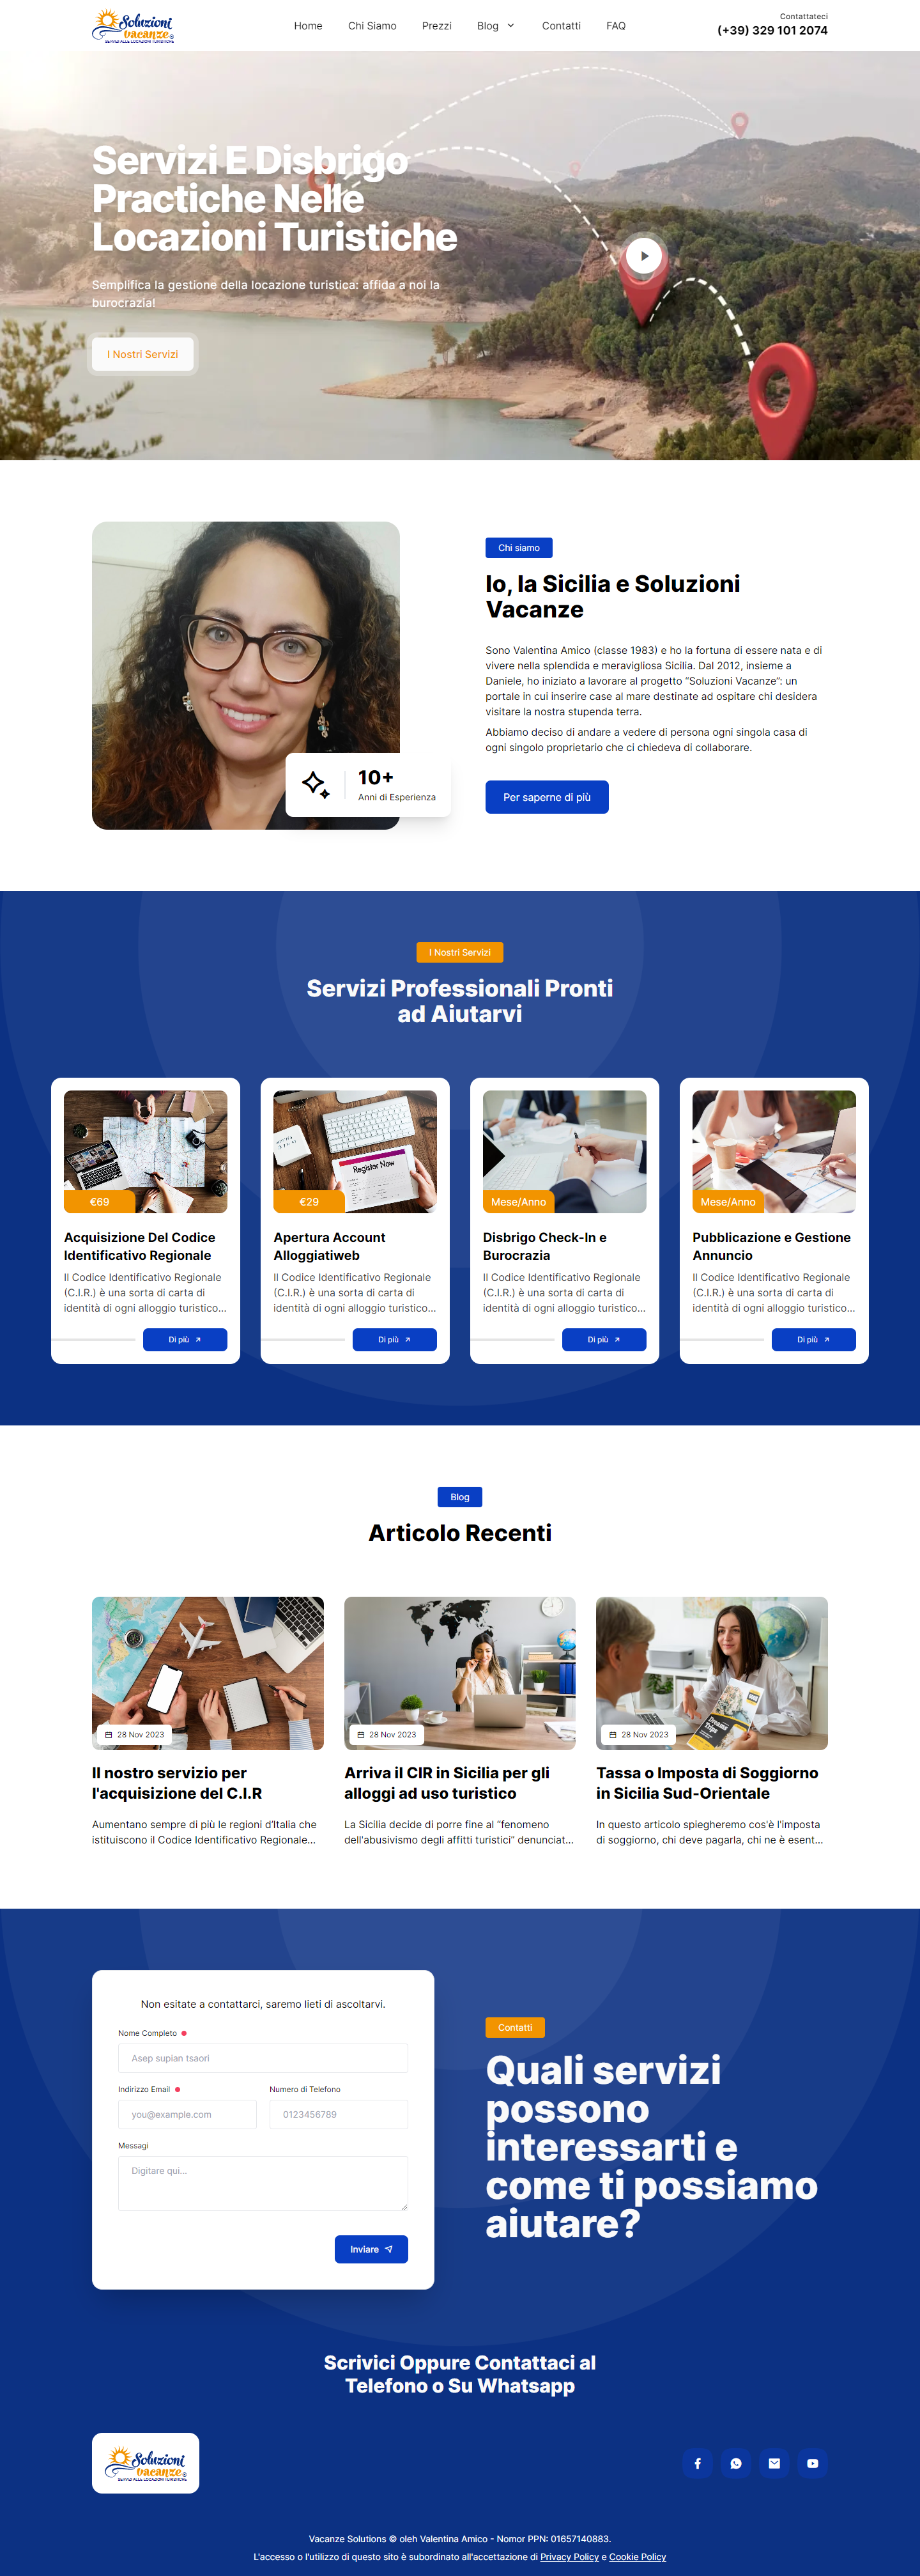 Soluzioni
vacanze®
SERVIZI ALLE LOCAZIONI TURISTICHE
Home
Chi Siamo
Prezzi
Blog
Contatti
FAQ
Contattateci
(+39) 329 101 2074
Servizi E Disbrigo
Practiche Nelle
Locazioni Turistiche
Semplifica la gestione della locazione turistica: affida a noi la
burocrazia!
I Nostri Servizi
Chi siamo
Io, la Sicilia e Soluzioni
Vacanze
Sono Valentina Amico (classe 1983) e ho la fortuna di essere nata e di
vivere nella splendida e meravigliosa Sicilia. Dal 2012, insieme a
Daniele, ho iniziato a lavorare al progetto “Soluzioni Vacanze”: un
portale in cui inserire case al mare destinate ad ospitare chi desidera
visitare la nostra stupenda terra.
Abbiamo deciso di andare a vedere di persona ogni singola casa di
ogni singolo proprietario che ci chiedeva di collaborare.
10+
Anni di Esperienza
Per saperne di più
I Nostri Servizi
Servizi Professionali Pronti
ad Aiutarvi
€69
Acquisizione Del Codice
Identificativo Regionale
Il Codice Identificativo Regionale
(C.I.R.) è una sorta di carta di
identità di ogni alloggio turistico...
Di più
Register Now
€29
Apertura Account
Alloggiatiweb
Il Codice Identificativo Regionale
(C.I.R.) è una sorta di carta di
identità di ogni alloggio turistico...
Di più
Mese/Anno
Disbrigo Check-In e
Burocrazia
Il Codice Identificativo Regionale
(C.I.R.) è una sorta di carta di
identità di ogni alloggio turistico...
Di più
Mese/Anno
Pubblicazione e Gestione
Annuncio
Il Codice Identificativo Regionale
(C.I.R.) è una sorta di carta di
identità di ogni alloggio turistico...
Di più
Blog
Articolo Recenti
28 Nov 2023
Il nostro servizio per
l'acquisizione del C.I.R
Aumentano sempre di più le regioni d’Italia che
istituiscono il Codice Identificativo Regionale...
28 Nov 2023
Arriva il CIR in Sicilia per gli
alloggi ad uso turistico
La Sicilia decide di porre fine al “fenomeno
dell'abusivismo degli affitti turistici” denunciat...
28 Nov 2023
Tassa o Imposta di Soggiorno
in Sicilia Sud-Orientale
In questo articolo spiegheremo cos'è l'imposta
di soggiorno, chi deve pagarla, chi ne è esent...
Non esitate a contattarci, saremo lieti di ascoltarvi.
Nome Completo
Asep supian tsaori
Indirizzo Email
you@example.com
Numero di Telefono
0123456789
Messagi
Digitare qui...
Inviare
Contatti
Quali servizi
possono
interessarti e
come ti possiamo
aiutare?
Scrivici Oppure Contattaci al
Telefono o Su Whatsapp
Soluzioni
vacanze®
SERVIZI ALLE LOCAZIONI TURISTICHE
Vacanze Solutions © oleh Valentina Amico - Nomor PPN: 01657140883.
L'accesso o l'utilizzo di questo sito è subordinato all'accettazione di Privacy Policy e Cookie Policy